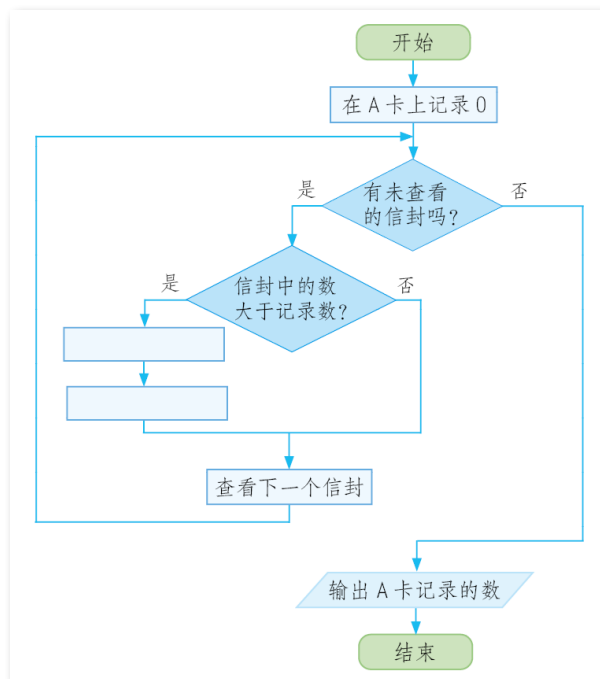 开始
在A卡上记录0
是
有未查看
的信封吗?
否
是
信封中的数
大于记录数?
否
查看下一个信封
输出A卡记录的数
结束